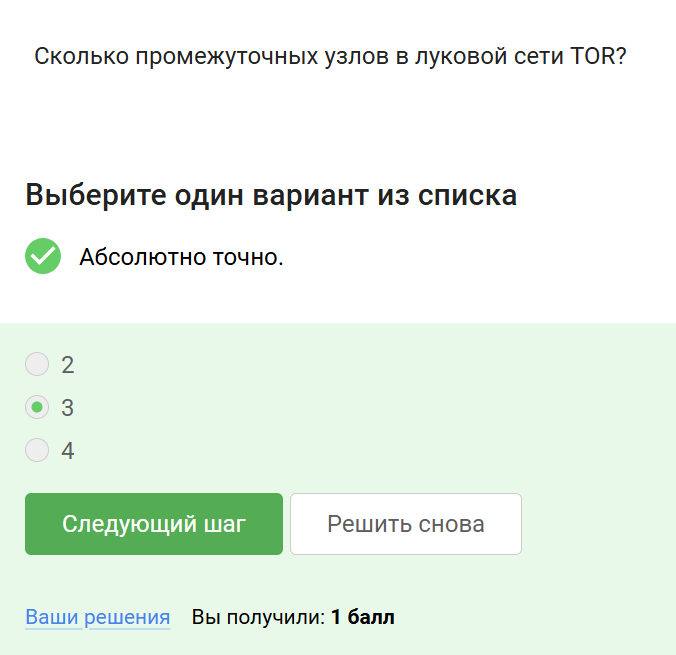 Сколько промежуточных узлов в луковой сети TOR?
Выберите один вариант из списка
Абсолютно точно.
2
3
4
Следующий шаг Решить снова
Ваши решения Вы получили: 1 балл